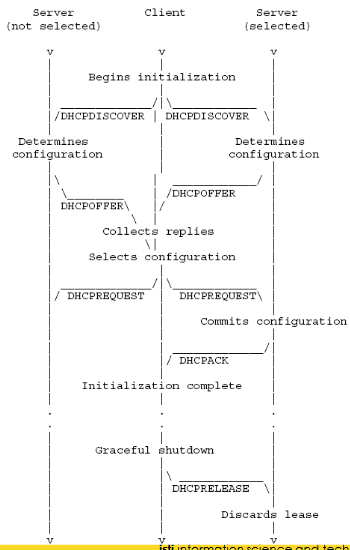 Server Client Server
(not selected) (selected)
v v v
Begins initialization
DHCPDISCOVER DHCPDISCOVER
Determines Determines
configuration configuration
DHCPOFFER
DHCPOFFER
Collects replies
Selects configuration
DHCPREQUEST DHCPREQUEST
Commits configuration
DHCPACK
Initialization complete
. . .
. . .
Graceful shutdown
DHCPRELEASE
Discards lease
v v v
isti information science and tech